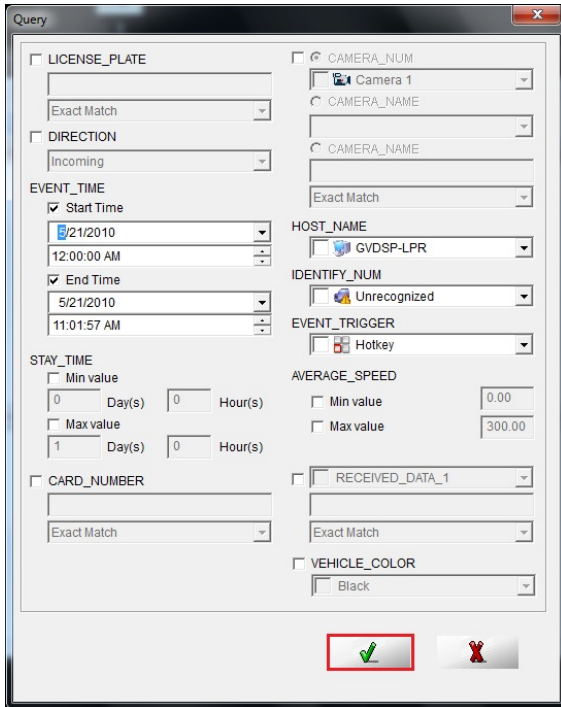 Query
LICENSE_PLATE
Exact Match
DIRECTION
Incoming
EVENT_TIME
Start Time
5/21/2010
12:00:00 AM
End Time
5/21/2010
11:01:57 AM
STAY_TIME
Min value
0 Day(s) 0 Hour(s)
Max value
1 Day(s) 0 Hour(s)
CARD_NUMBER
Exact Match
CAMERA_NUM
Camera 1
CAMERA_NAME
CAMERA_NAME
Exact Match
HOST_NAME
GVDSP-LPR
IDENTIFY_NUM
Unrecognized
EVENT_TRIGGER
Hotkey
AVERAGE_SPEED
Min value 0.00
Max value 300.00
RECEIVED_DATA_1
Exact Match
VEHICLE_COLOR
Black